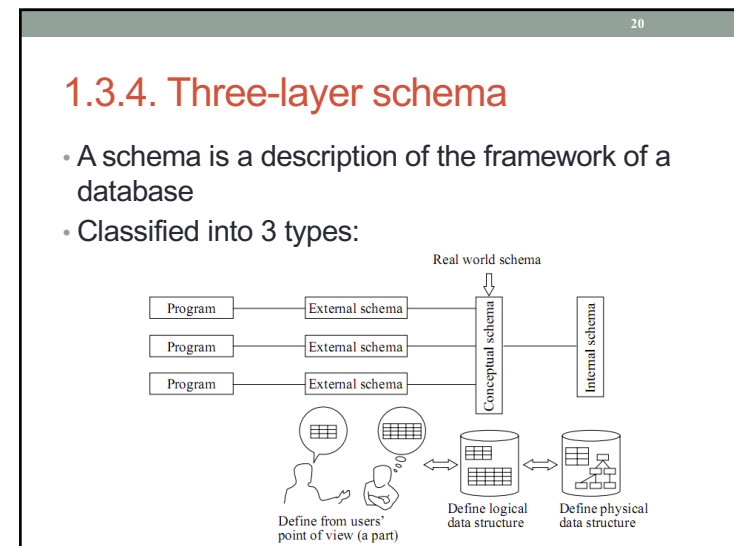 20
1.3.4. Three-layer schema
• A schema is a description of the framework of a
database
• Classified into 3 types:
Real world schema
Program
External schema
Program
External schema
Program
External schema
Conceptual schema
Internal schema
Define from users'
point of view (a part)
Define logical
data structure
Define physical
data structure